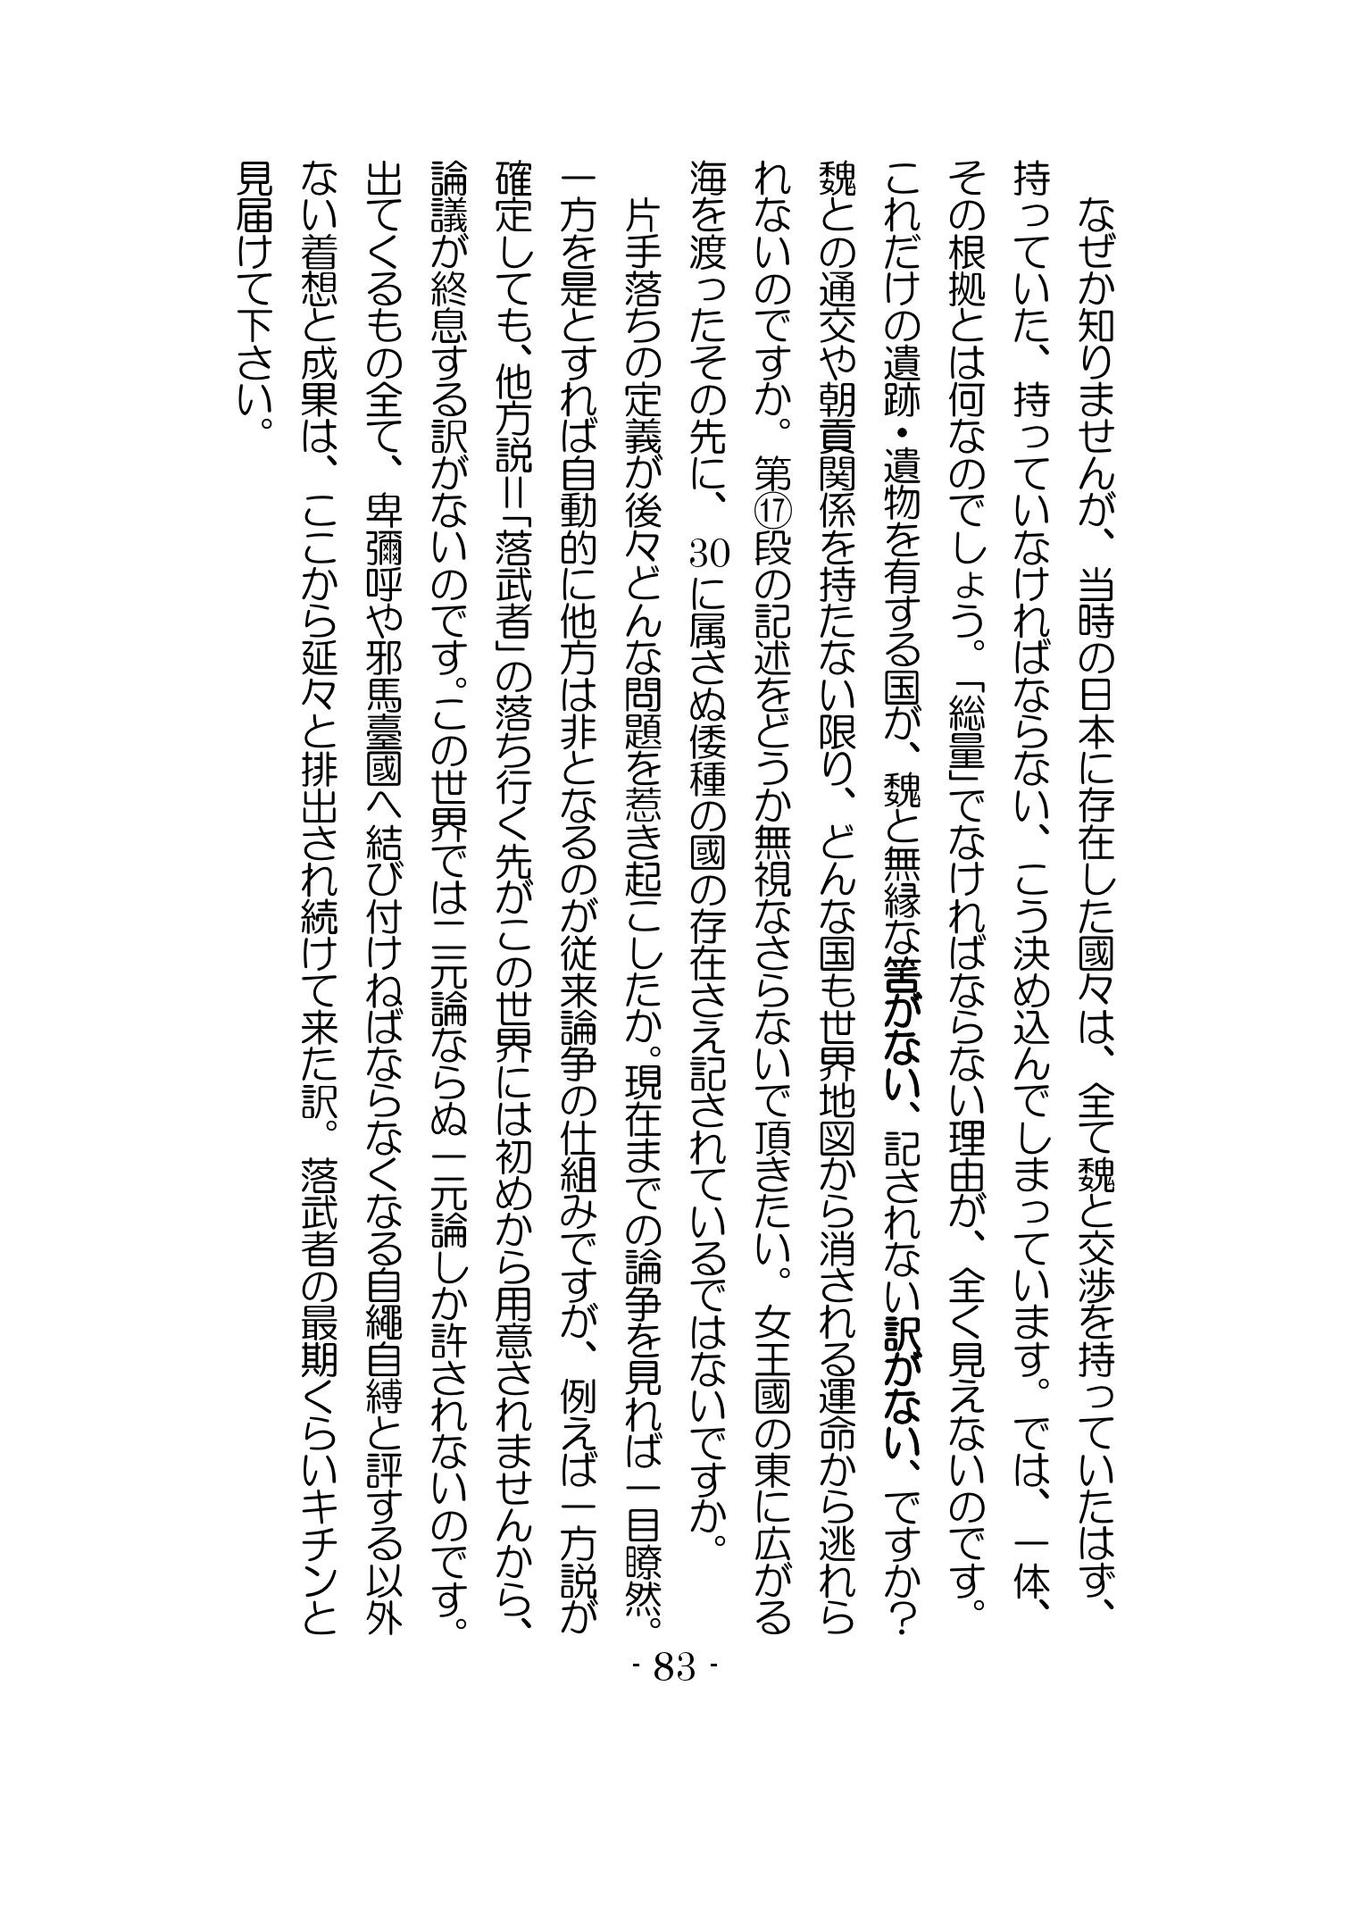 なぜか知りませんが、当時の日本に存在した國々は、全て魏と交渉を持っていたはず、
持っていた、持っていなければならない、こう決め込んでしまっています。では、一体、
その根拠とは何なのでしょう。「総量」でなければならない理由が、全く見えないのです。
これだけの遺跡・遺物を有する国が、魏と無縁な筈がない、記されない訳がない、ですか？
魏との通交や朝貢関係を持たない限り、どんな国も世界地図から消される運命から逃れら
れないのですか。第⑰段の記述をどうか無視なさらないで頂きたい。女王國の東に広がる
海を渡ったその先に、30に属さぬ倭種の國の存在さえ記されているではないですか。
　片手落ちの定義が後々どんな問題を惹き起こしたか。現在までの論争を見れば一目瞭然。
一方を是とすれば自動的に他方は非となるのが従来論争の仕組みですが、例えば一方説が
確定しても、他方説＝「落武者」の落ち行く先がこの世界には初めから用意されませんから、
論議が終息する訳がないのです。この世界では二元論ならぬ一元論しか許されないのです。
出てくるもの全て、卑彌呼や邪馬臺國へ結び付けねばならなくなる自繩自縛と評する以外
ない着想と成果は、ここから延々と排出され続けて来た訳。落武者の最期くらいキチンと
見届けて下さい。
- 83 -